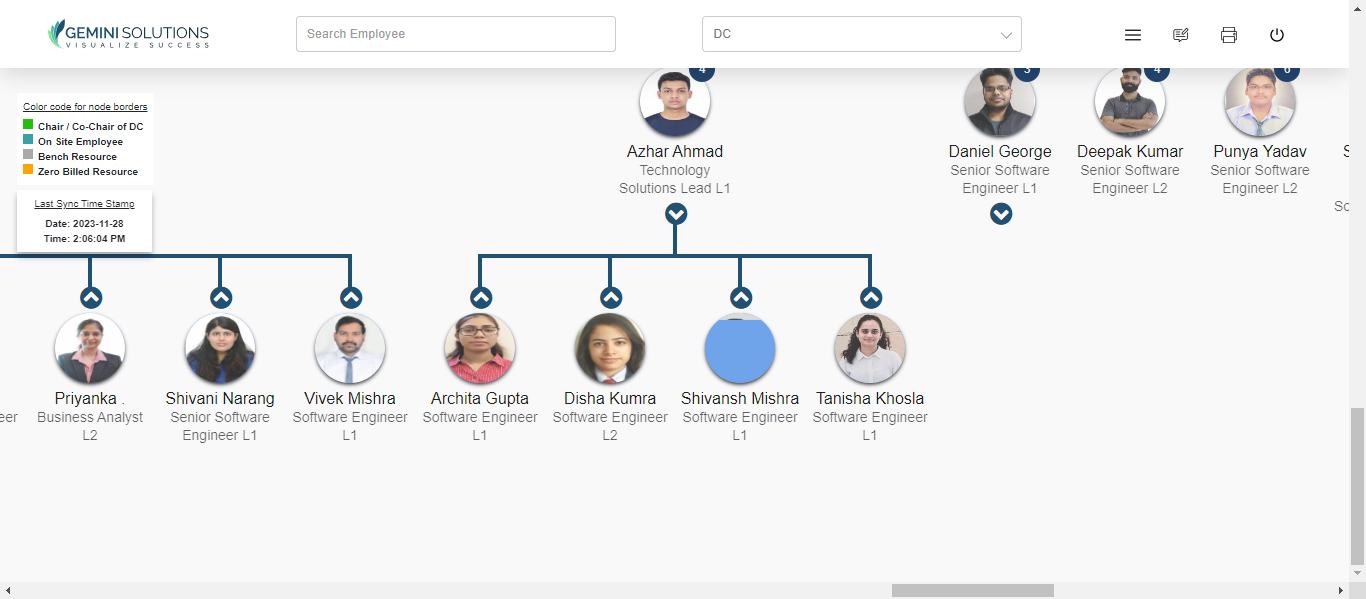 GEMINI SOLUTIONS
VISUALIZE SUCCESS
Search Employee
DC
4
3
4
6
Color code for node borders
Chair / Co-Chair of DC
On Site Employee
Bench Resource
Zero Billed Resource
Last Sync Time Stamp
Date: 2023-11-28
Time: 2:06:04 PM
Azhar Ahmad
Technology
Solutions Lead L1
Daniel George
Senior Software
Engineer L1
Deepak Kumar
Senior Software
Engineer L2
Punya Yadav
Senior Software
Engineer L2
S
So
er
Priyanka .
Business Analyst
L2
Shivani Narang
Senior Software
Engineer L1
Vivek Mishra
Software Engineer
L1
Archita Gupta
Software Engineer
L1
Disha Kumra
Software Engineer
L2
Shivansh Mishra
Software Engineer
L1
Tanisha Khosla
Software Engineer
L1